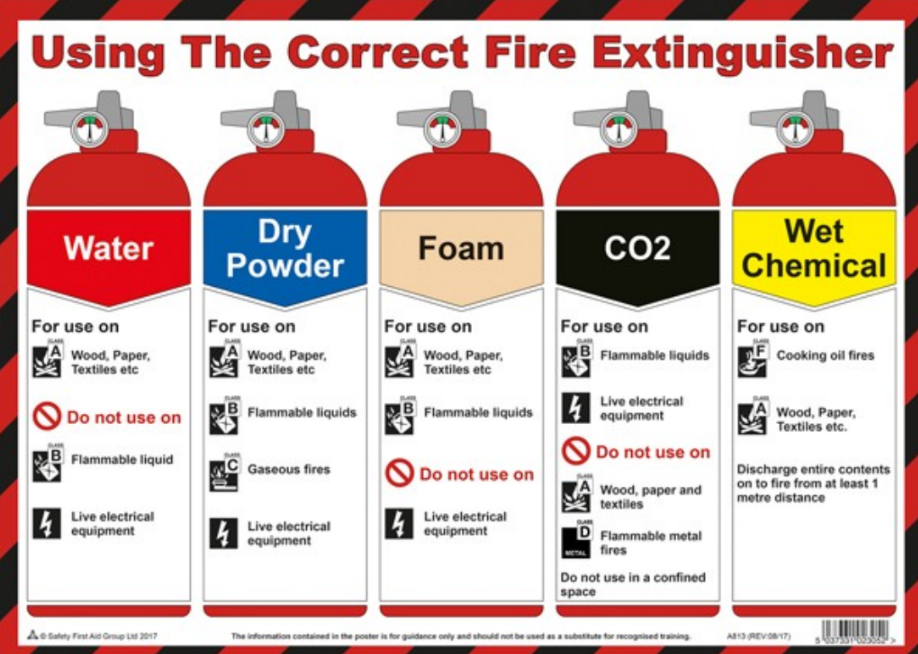 Using The Correct Fire Extinguisher
Water
For use on
CLASS A
Wood, Paper,
Textiles etc
Do not use on
CLASS B
Flammable liquid
Live electrical
equipment
Dry
Powder
For use on
CLASS A
Wood, Paper,
Textiles etc
CLASS B
Flammable liquids
CLASS C
Gaseous fires
Live electrical
equipment
Foam
For use on
CLASS A
Wood, Paper,
Textiles etc
CLASS B
Flammable liquids
Do not use on
Live electrical
equipment
CO2
For use on
CLASS B
Flammable liquids
Live electrical
equipment
Do not use on
CLASS A
Wood, paper and
textiles
CLASS D
METAL
Flammable metal
fires
Do not use in a confined
space
Wet
Chemical
For use on
CLASS F
Cooking oil fires
CLASS A
Wood, Paper,
Textiles etc.
Discharge entire contents
on to fire from at least 1
metre distance
© Safety First Aid Group Ltd 2017
The information contained in the poster is for guidance only and should not be used as a substitute for recognised training.
A813 (REV:08/17)
5 037331 023052 >